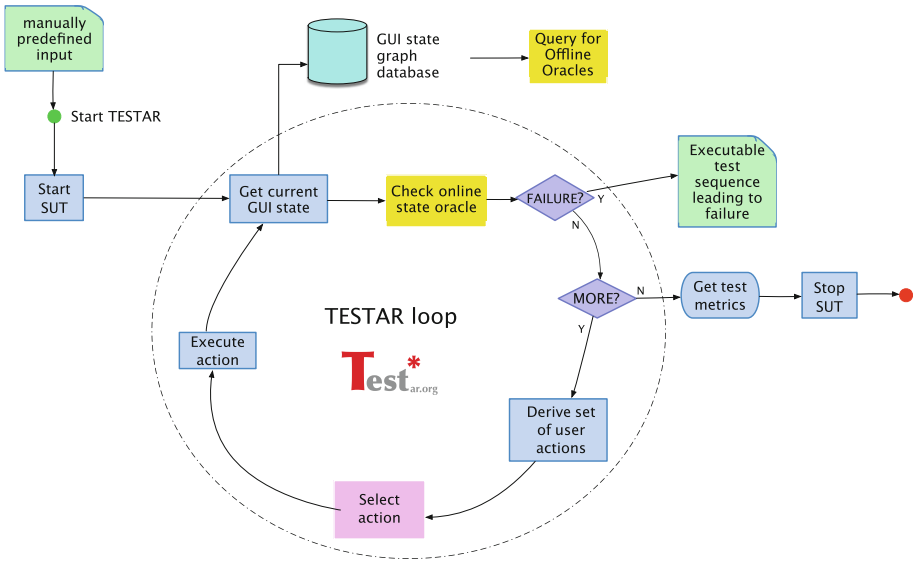 manually
predefined
input
Start TESTAR
Start
SUT
GUI state
graph
database
Query for
Offline
Oracles
Get current
GUI state
Check online
state oracle
FAILURE?
Y
N
Executable
test
sequence
leading to
failure
MORE?
N
Y
Get test
metrics
Stop
SUT
TESTAR loop
Test*
ar.org
Execute
action
Derive set
of user
actions
Select
action